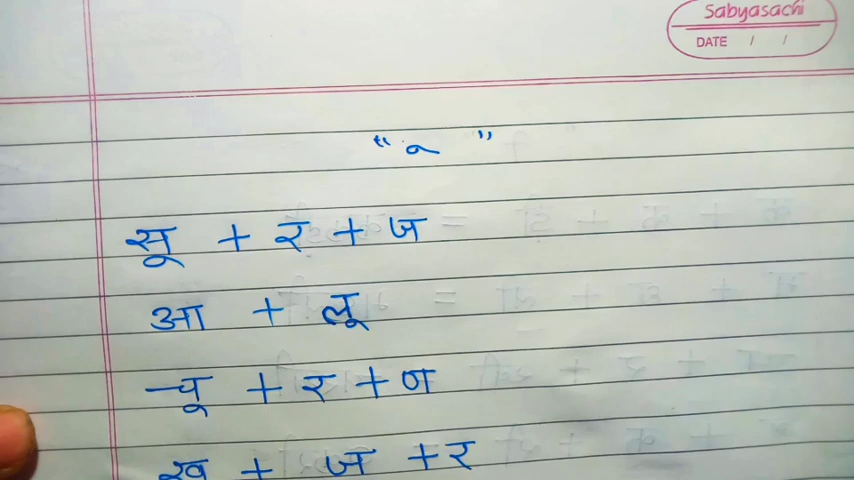 Sabyasachi
DATE / /
" ू "
सू + र + ज
आ + लू
चू + र + ण
ख + ज + र